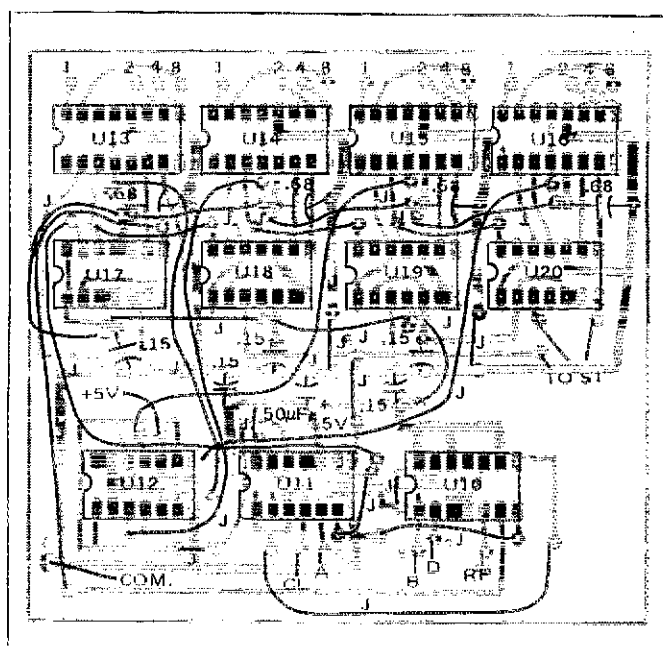 1 2 4 8 1 2 4 8 1 2 4 8 1 2 4 8
U13 U14 U15 U16
.68 .68 .68 .68
J J J J
U17 U18 U19 U20
J J J J
.15 .15 .15
J J J J
.15
TO S1
+5V .15 J
50µF + 5V
J
U12 U11 U10
J J
J J
COM. CL A B D RF
J